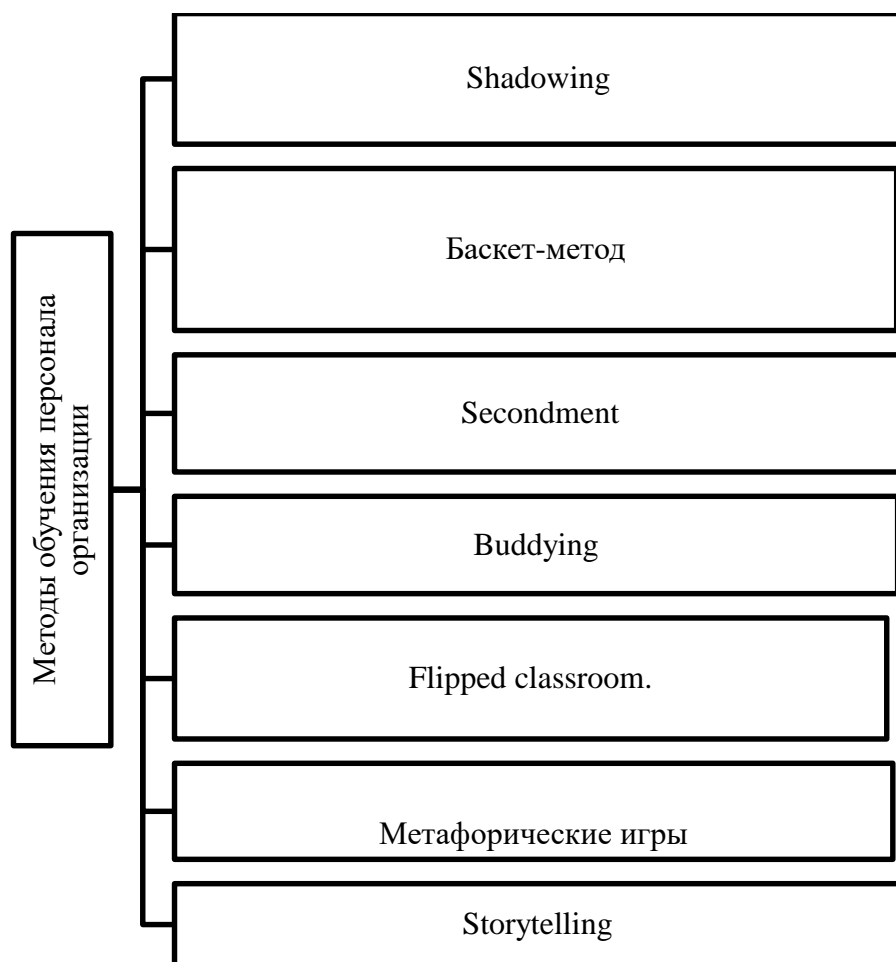 Методы обучения персонала
организации
Shadowing
Баскет-метод
Secondment
Buddying
Flipped classroom.
Метафорические игры
Storytelling